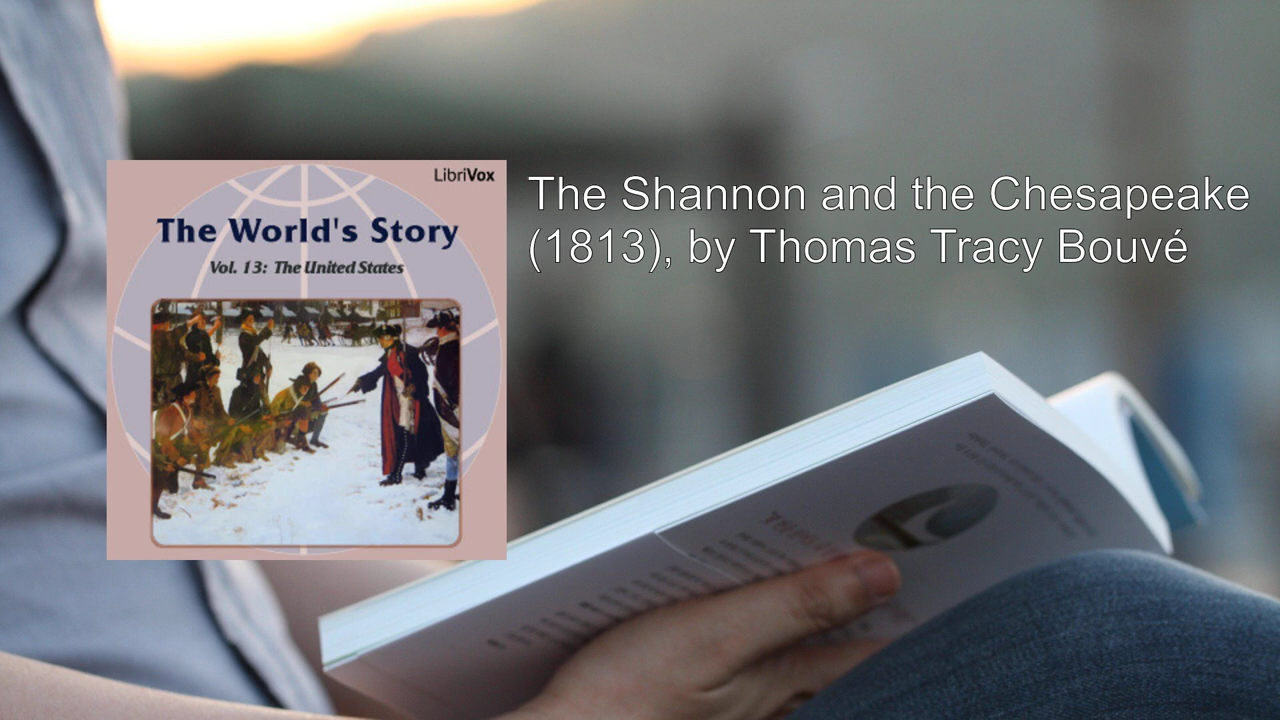 LibriVox
The World's Story
Vol. 13: The United States
The Shannon and the Chesapeake
(1813), by Thomas Tracy Bouvé